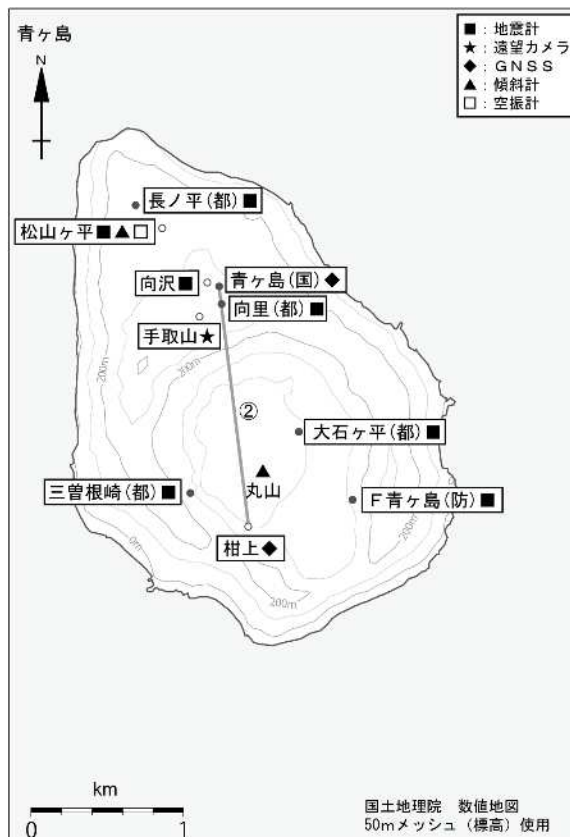 青ヶ島
N
■：地震計
★：遠望カメラ
◆：ＧＮＳＳ
▲：傾斜計
□：空振計
長ノ平(都)■
松山ヶ平■▲□
向沢■
青ヶ島(国)◆
向里(都)■
手取山★
200m
200m
②
大石ヶ平(都)■
丸山
三曽根崎(都)■
Ｆ青ヶ島(防)■
柑上◆
0m
200m
200m
km
0
1
国土地理院　数値地図
50mメッシュ（標高）使用